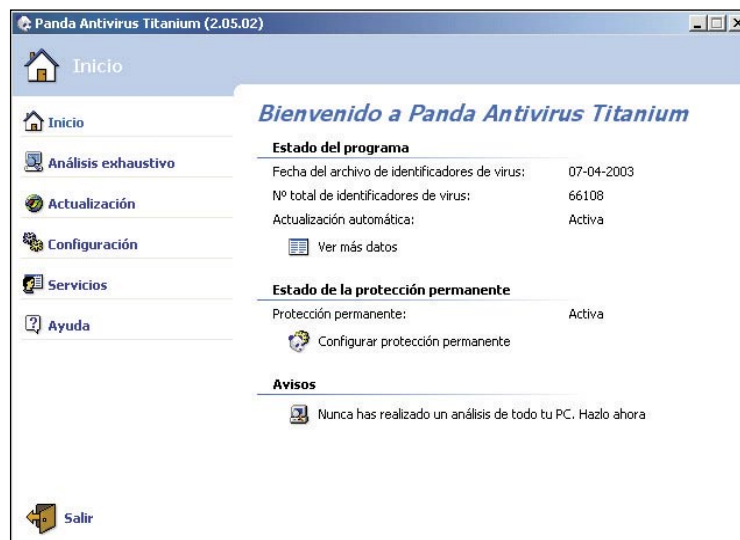 Panda Antivirus Titanium (2.05.02)
Inicio
Inicio
Análisis exhaustivo
Actualización
Configuración
Servicios
Ayuda
Salir
Bienvenido a Panda Antivirus Titanium
Estado del programa
Fecha del archivo de identificadores de virus: 07-04-2003
Nº total de identificadores de virus: 66108
Actualización automática: Activa
Ver más datos
Estado de la protección permanente
Protección permanente: Activa
Configurar protección permanente
Avisos
Nunca has realizado un análisis de todo tu PC. Hazlo ahora